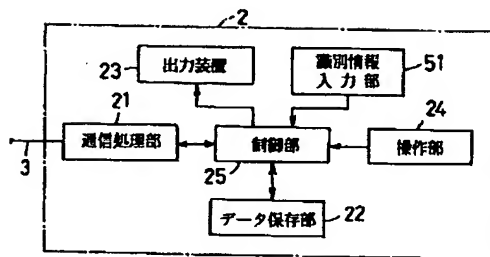 2
23
出力装置
識別情報
入力部
51
21
通信処理部
24
制御部
操作部
3
25
データ保存部
22